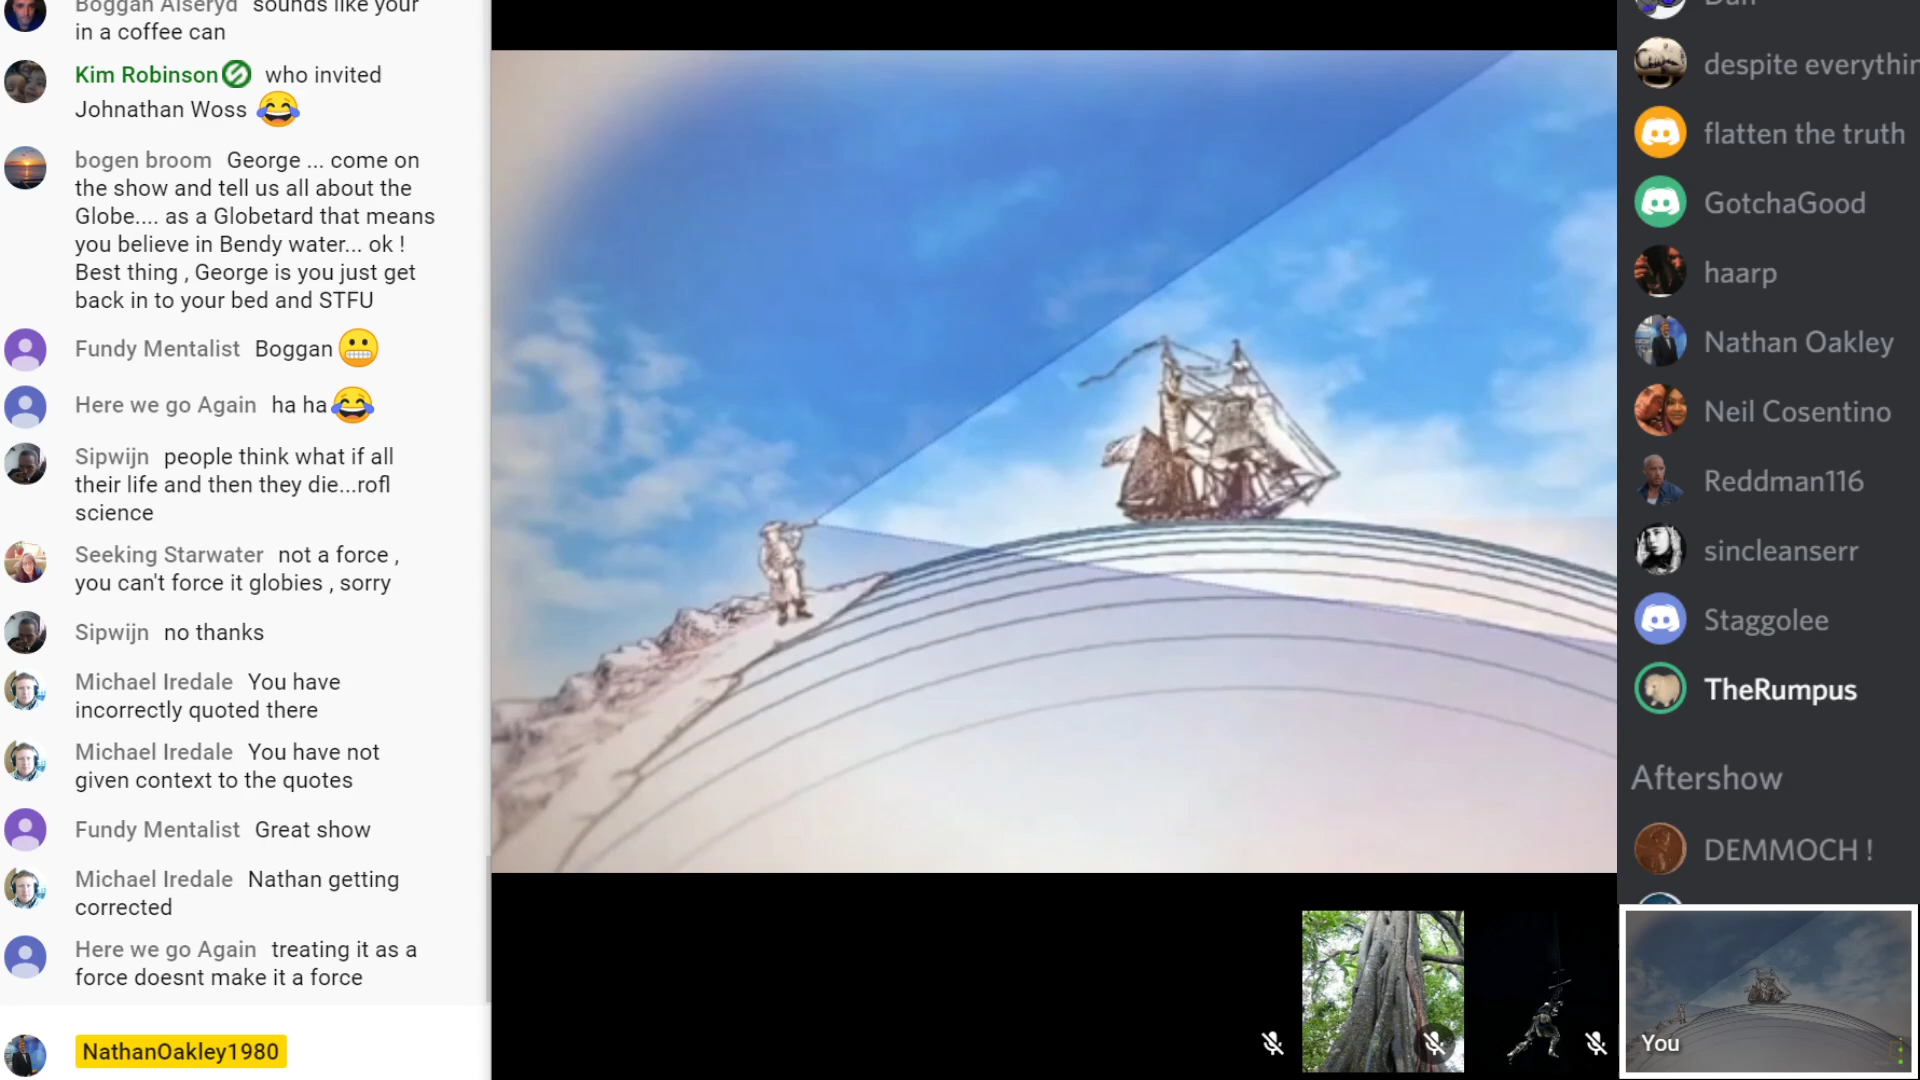 Boggan Alseryd sounds like your
in a coffee can
Kim Robinson who invited
Johnathan Woss 😂
bogen broom George ... come on
the show and tell us all about the
Globe.... as a Globetard that means
you believe in Bendy water... ok !
Best thing , George is you just get
back in to your bed and STFU
Fundy Mentalist Boggan 😬
Here we go Again ha ha 😂
Sipwijn people think what if all
their life and then they die...rofl
science
Seeking Starwater not a force ,
you can't force it globies , sorry
Sipwijn no thanks
Michael Iredale You have
incorrectly quoted there
Michael Iredale You have not
given context to the quotes
Fundy Mentalist Great show
Michael Iredale Nathan getting
corrected
Here we go Again treating it as a
force doesnt make it a force
NathanOakley1980
despite everythin
flatten the truth
GotchaGood
haarp
Nathan Oakley
Neil Cosentino
Reddman116
sincleanserr
Staggolee
TheRumpus
Aftershow
DEMMOCH !
You